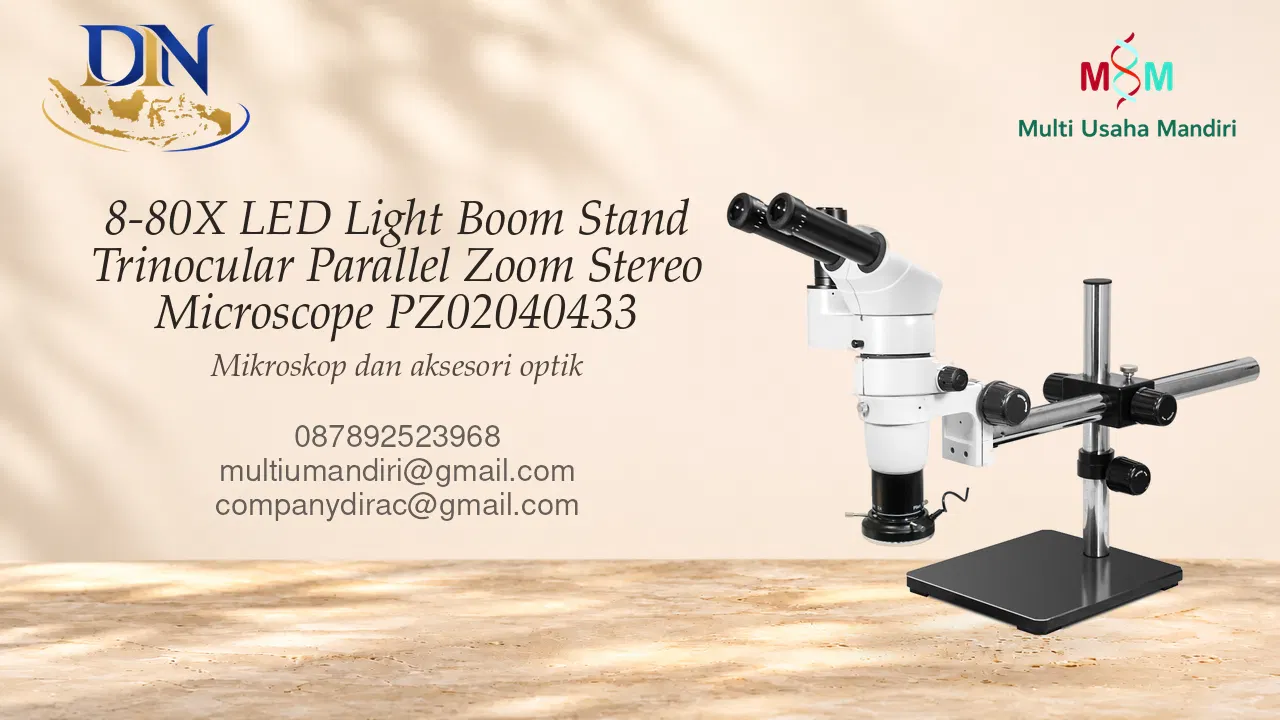 DIN
M M
Multi Usaha Mandiri
8-80X LED Light Boom Stand
Trinocular Parallel Zoom Stereo
Microscope PZ02040433
Mikroskop dan aksesori optik
087892523968
multiumandiri@gmail.com
companydirac@gmail.com